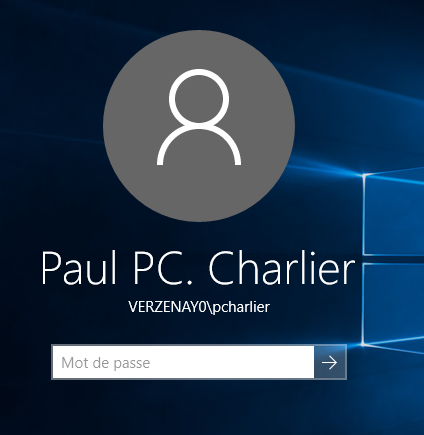 Paul PC. Charlier
VERZENAY0\pcharlier
Mot de passe